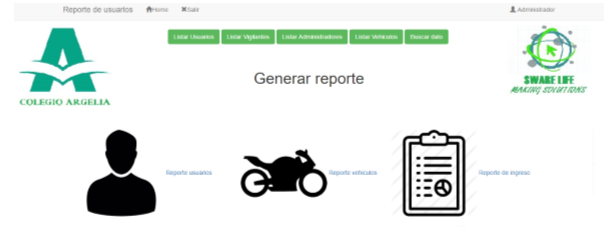 Reporte de usuarios Home Salir Administrador
Listar Usuarios Listar Vigilantes Listar Administradores Listar Vehiculos Buscar dato
Generar reporte
COLEGIO ARGELIA
SWARE LIFE
MAKING SOLUTIONS
Reporte usuarios Reporte vehiculos Reporte de ingreso